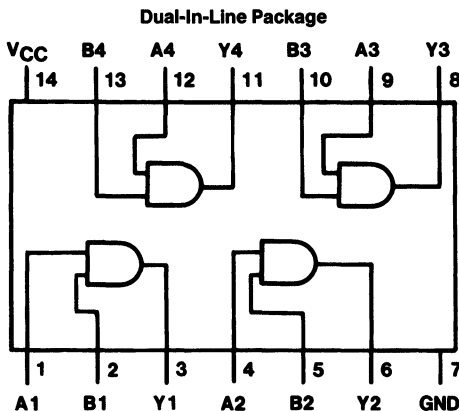 Dual-In-Line Package
VCC B4 A4 Y4 B3 A3 Y3
14 13 12 11 10 9 8
1 2 3 4 5 6 7
A1 B1 Y1 A2 B2 Y2 GND